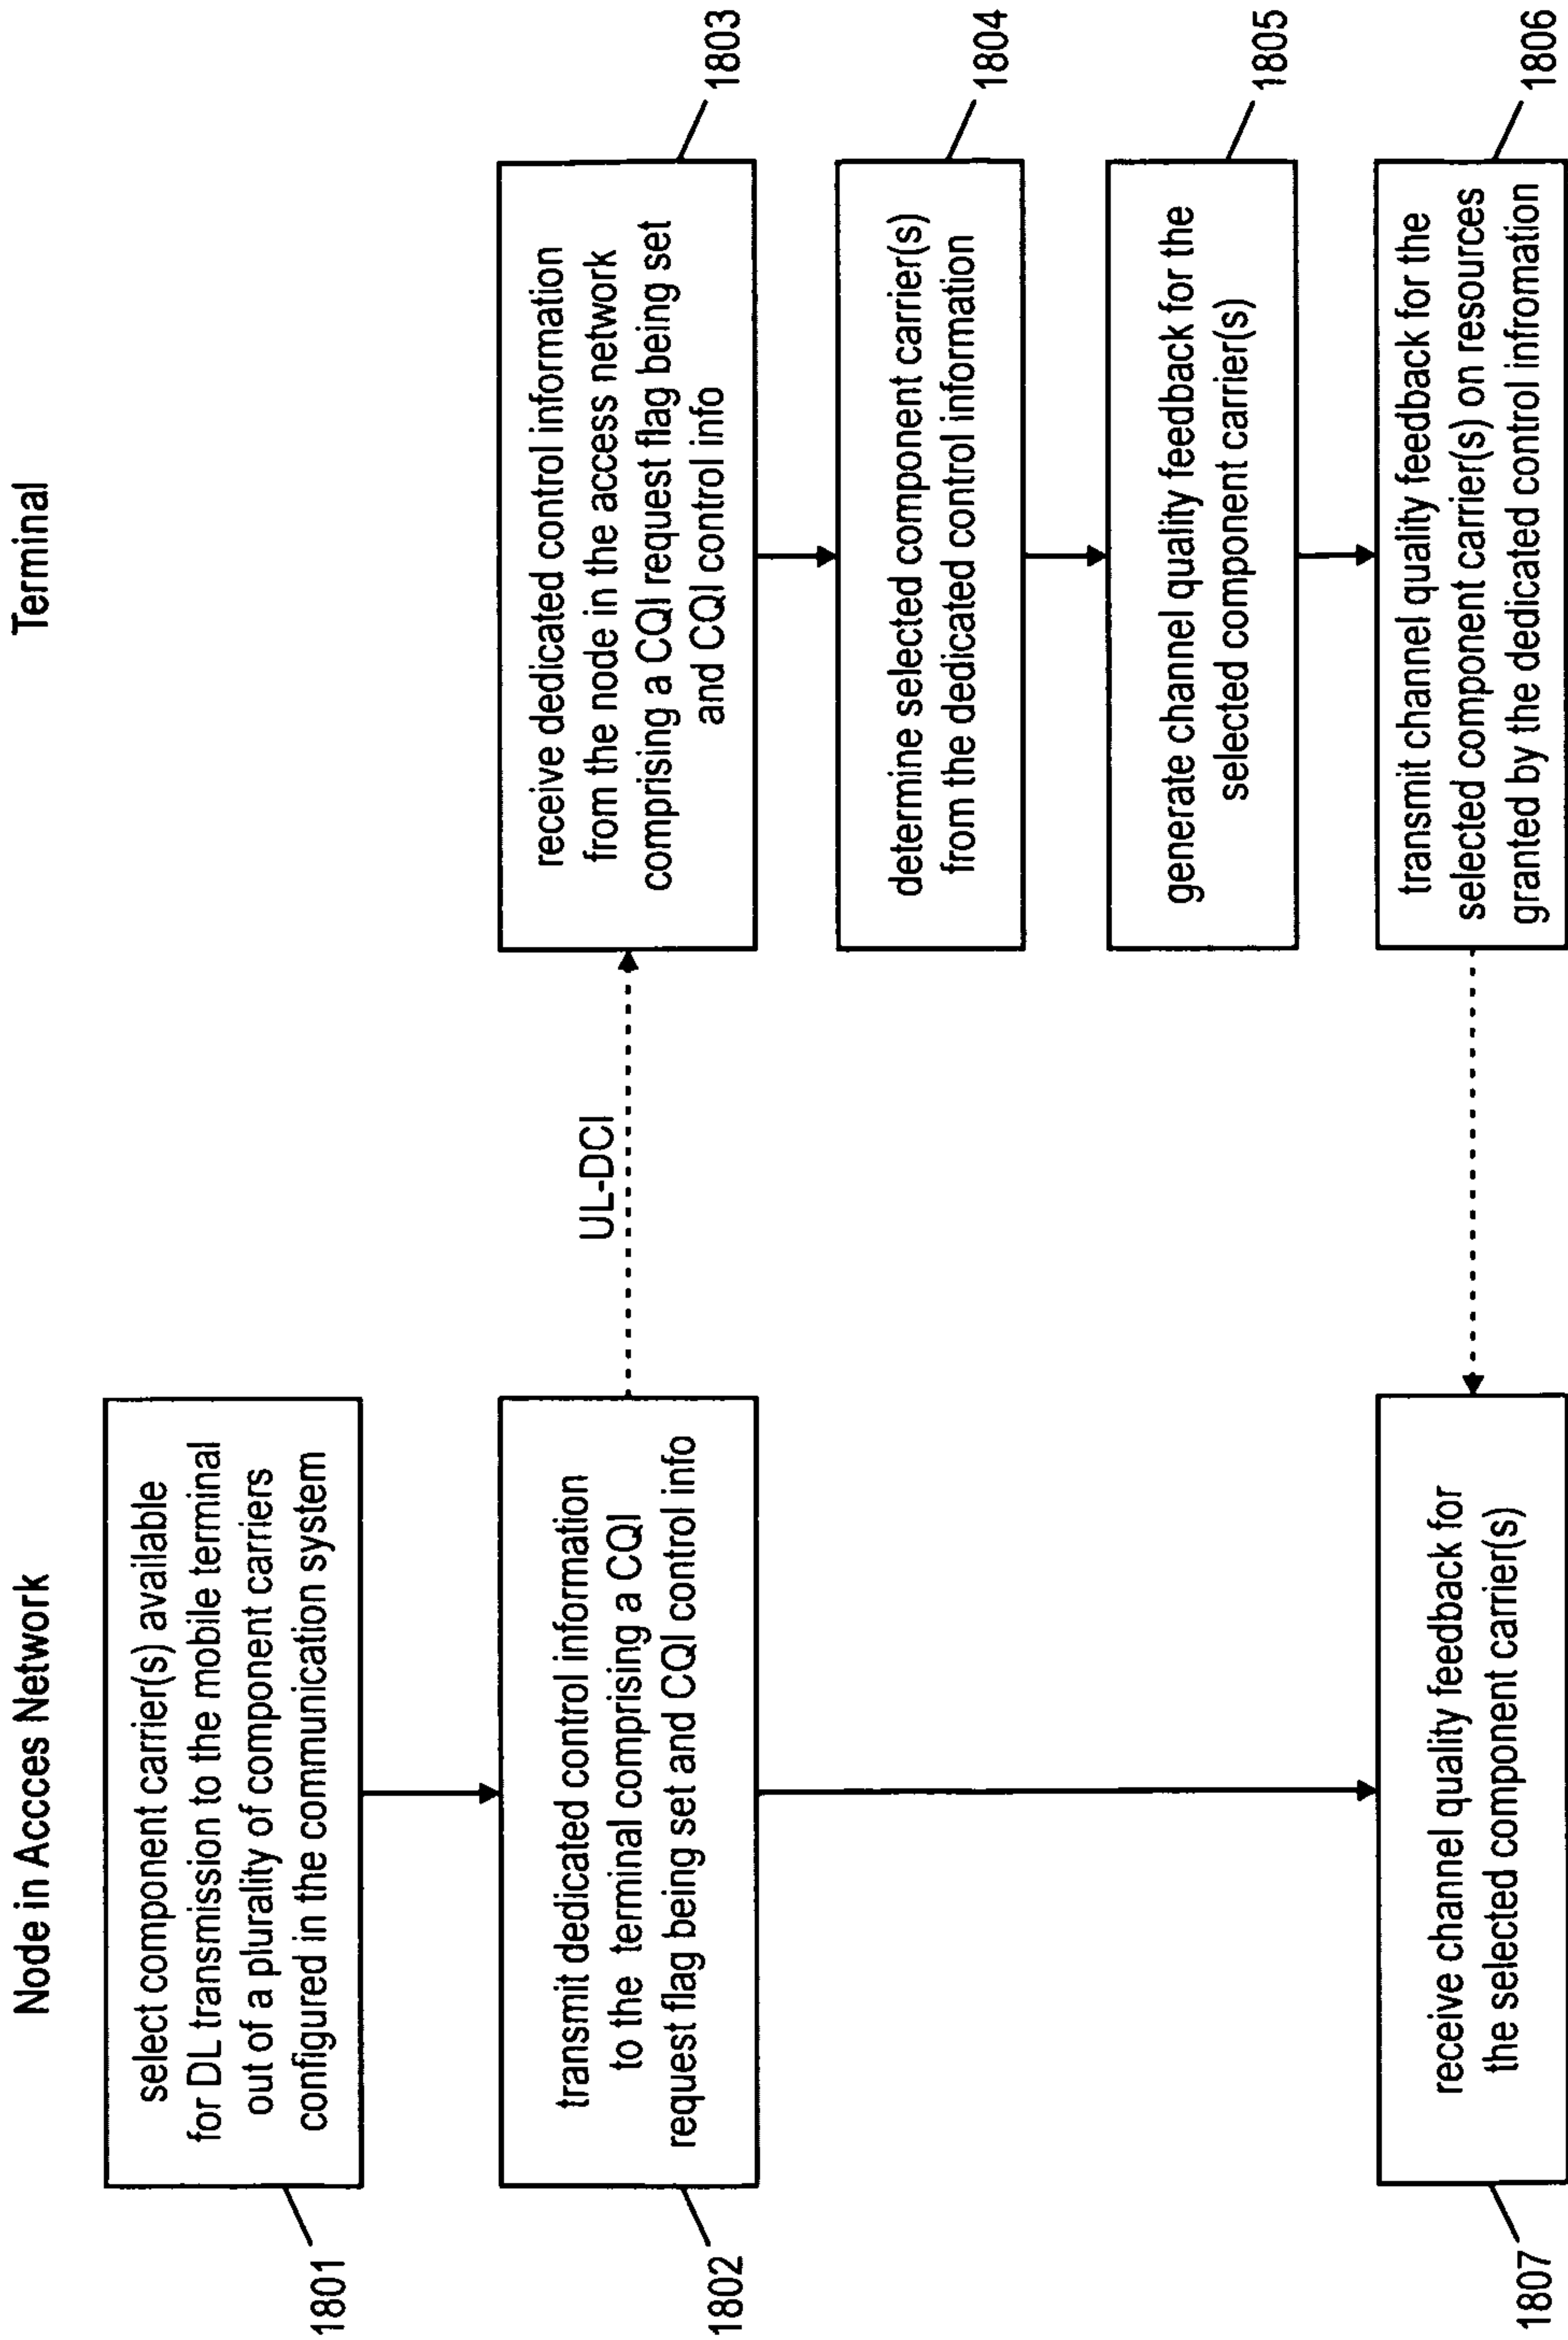 Node in Acces Network
Terminal
select component carrier(s) available
for DL transmission to the mobile terminal
out of a plurality of component carriers
configured in the communication system
1801
transmit dedicated control information
to the terminal comprising a CQI
request flag being set and CQI control info
1802
UL-DCI
receive dedicated control information
from the node in the access network
comprising a CQI request flag being set
and CQI control info
1803
determine selected component carrier(s)
from the dedicated control information
1804
generate channel quality feedback for the
selected component carrier(s)
1805
transmit channel quality feedback for the
selected component carrier(s) on resources
granted by the dedicated control infromation
1806
receive channel quality feedback for
the selected component carrier(s)
1807